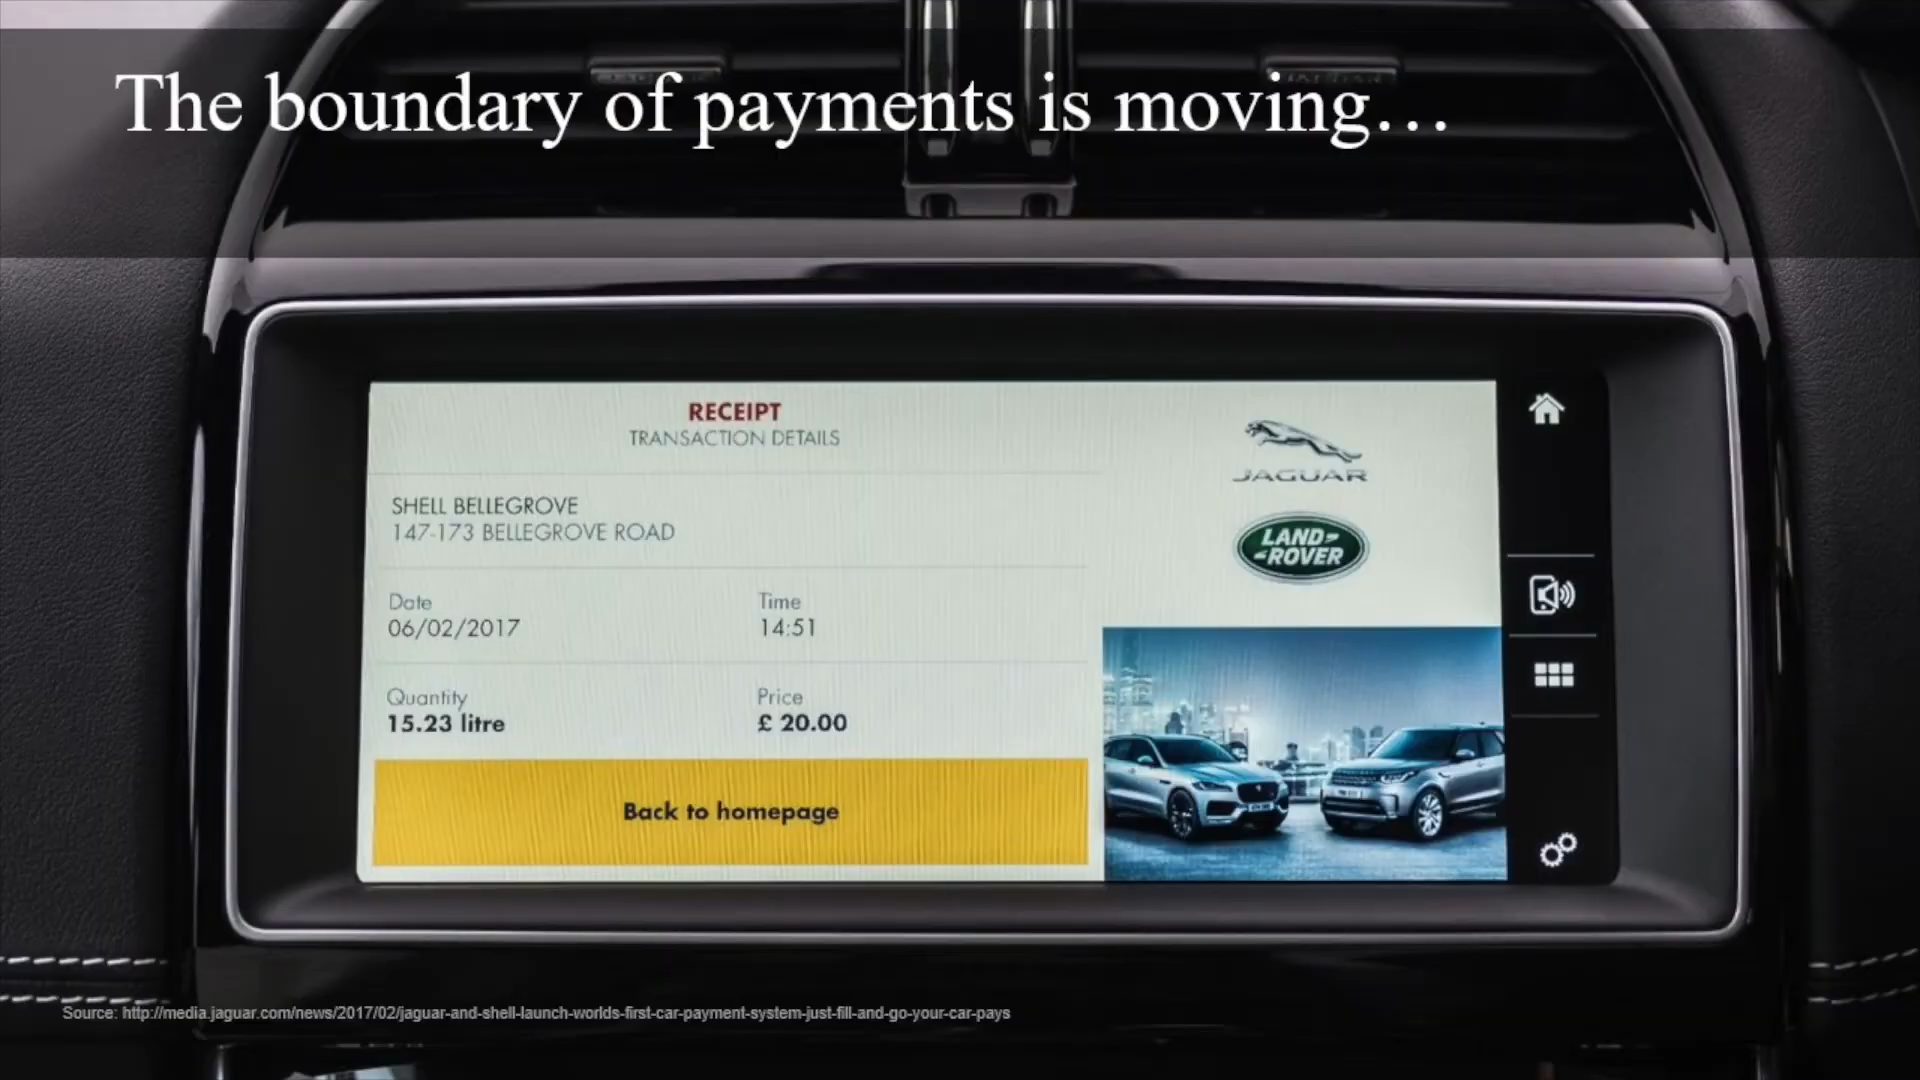 The boundary of payments is moving…
RECEIPT
TRANSACTION DETAILS
SHELL BELLEGROVE
147-173 BELLEGROVE ROAD
Date
06/02/2017
Time
14:51
Quantity
15.23 litre
Price
£ 20.00
Back to homepage
JAGUAR
LAND-
-ROVER
Source: http://media.jaguar.com/news/2017/02/jaguar-and-shell-launch-worlds-first-car-payment-system-just-fill-and-go-your-car-pays